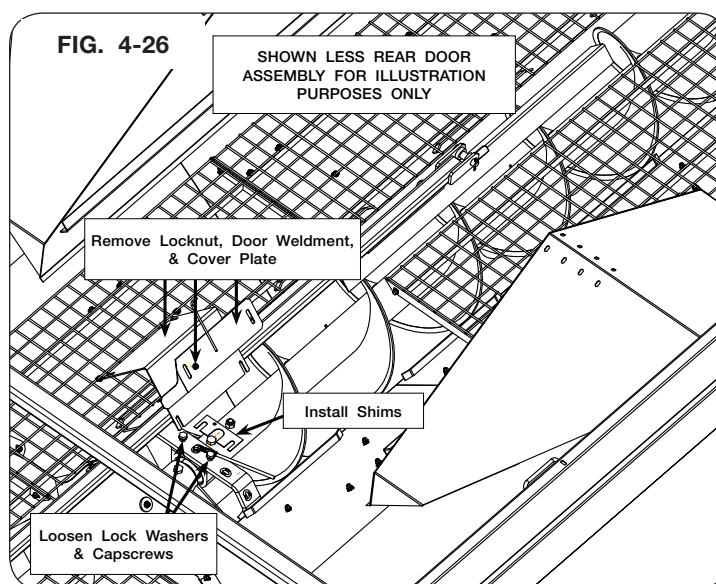 FIG. 4-26
SHOWN LESS REAR DOOR
ASSEMBLY FOR ILLUSTRATION
PURPOSES ONLY
Remove Locknut, Door Weldment,
& Cover Plate
Install Shims
Loosen Lock Washers
& Capscrews